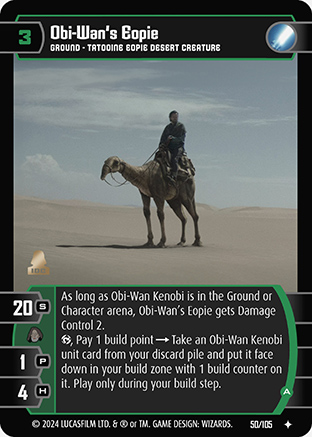 3
Obi-Wan's Eopie
GROUND - TATOOINE EOPIE DESERT CREATURE
IDC
20 S
1 P
4 H
As long as Obi-Wan Kenobi is in the Ground or
Character arena, Obi-Wan's Eopie gets Damage
Control 2.
, Pay 1 build point → Take an Obi-Wan Kenobi
unit card from your discard pile and put it face
down in your build zone with 1 build counter on
it. Play only during your build step.
A
© 2024 LUCASFILM LTD. & ® or TM. GAME DESIGN: WIZARDS.
50/105